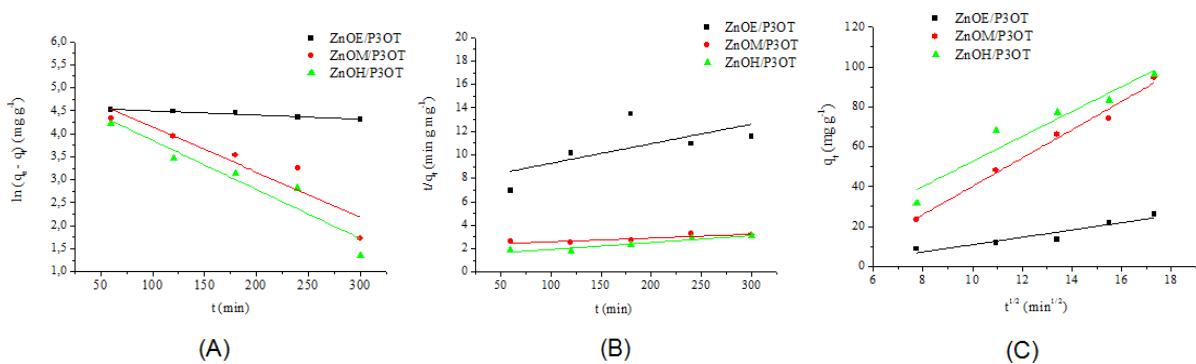 ZnOE/P3OT
ZnOM/P3OT
ZnOH/P3OT
6,0
5,5
5,0
4,5
4,0
3,5
3,0
2,5
2,0
1,5
1,0
ln (qe - qt) (mg g-1)
50 100 150 200 250 300
t (min)
(A)
ZnOE/P3OT
ZnOM/P3OT
ZnOH/P3OT
20
18
16
14
12
10
8
6
4
2
0
t/qt (min g mg-1)
50 100 150 200 250 300
t (min)
(B)
ZnOE/P3OT
ZnOM/P3OT
ZnOH/P3OT
120
100
80
60
40
20
0
qt (mg g-1)
6 8 10 12 14 16 18
t1/2 (min1/2)
(C)